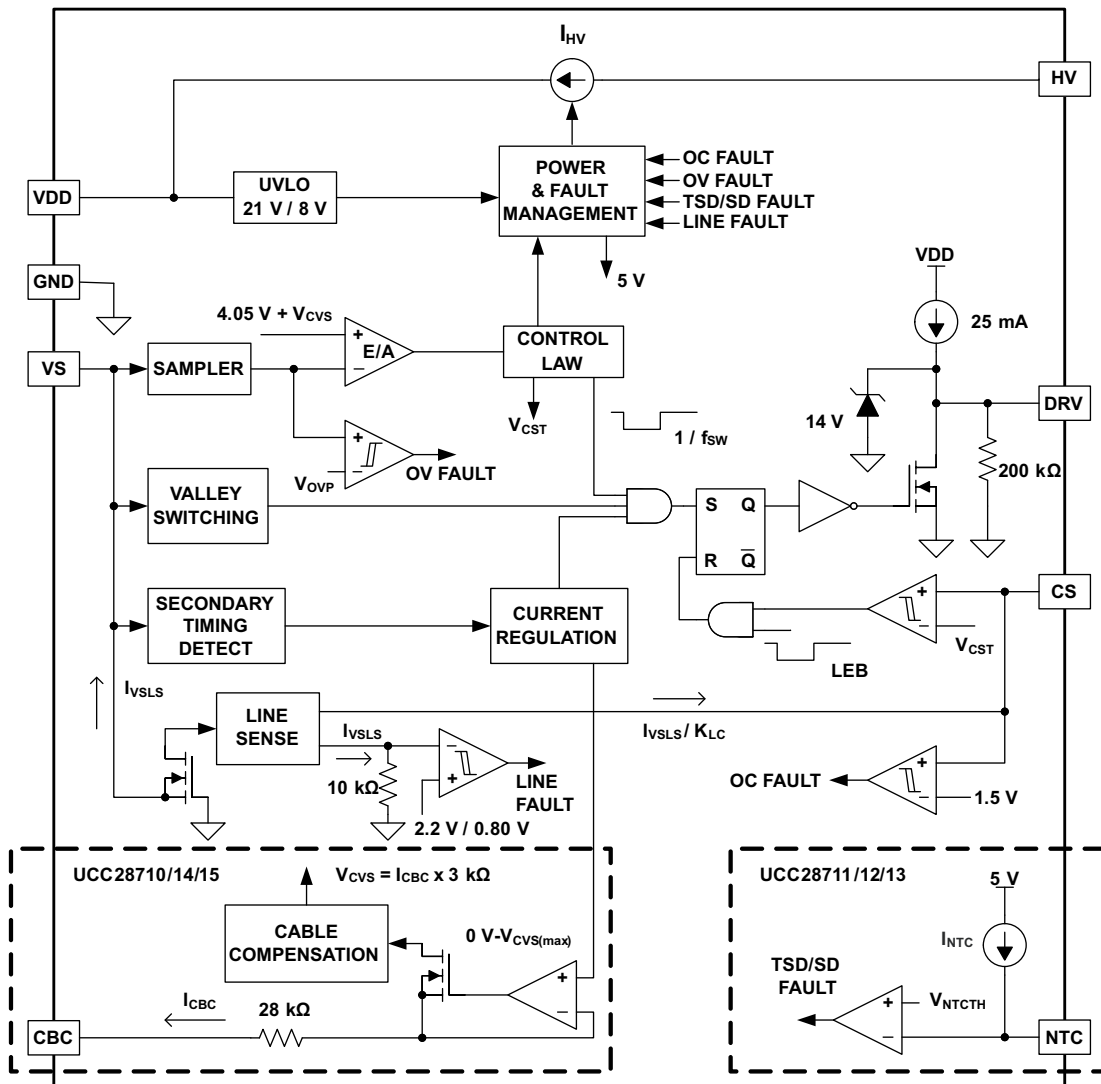 I_HV
HV
POWER
& FAULT
MANAGEMENT
OC FAULT
OV FAULT
TSD/SD FAULT
LINE FAULT
VDD
UVLO
21 V / 8 V
5 V
VDD
25 mA
GND
4.05 V + V_CVS
+
E/A
−
CONTROL
LAW
VS
SAMPLER
V_CST
14 V
DRV
1 / f_SW
200 kΩ
+
−
V_OVP
OV FAULT
VALLEY
SWITCHING
S
Q
R
Q̅
SECONDARY
TIMING
DETECT
CURRENT
REGULATION
+
−
CS
V_CST
LEB
I_VSLS
LINE
SENSE
I_VSLS
I_VSLS/ K_LC
−
+
10 kΩ
LINE
FAULT
2.2 V / 0.80 V
OC FAULT
+
−
1.5 V
UCC28710/14/15
V_CVS = I_CBC x 3 kΩ
CABLE
COMPENSATION
0 V-V_CVS(max)
+
−
I_CBC
28 kΩ
CBC
UCC28711/12/13
5 V
I_NTC
TSD/SD
FAULT
+
−
V_NTCTH
NTC